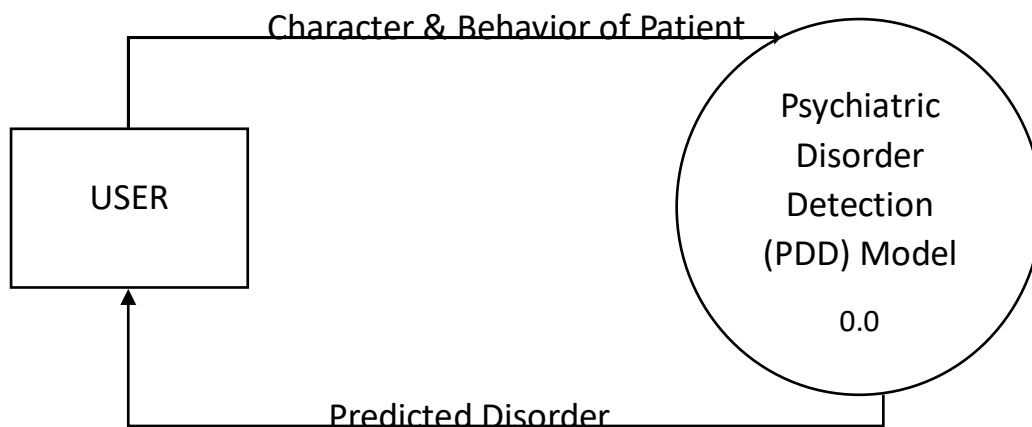 Character & Behavior of Patient
USER
Psychiatric
Disorder
Detection
(PDD) Model
0.0
Predicted Disorder